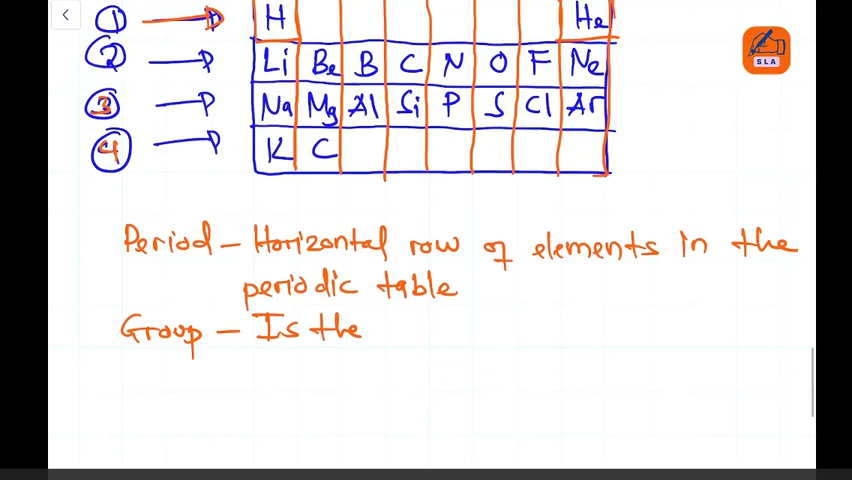 ① → H He
② → Li Be B C N O F Ne
③ → Na Mg Al Si P S Cl Ar
④ → K C
SLA
Period – Horizontal row of elements in the
periodic table
Group – Is the